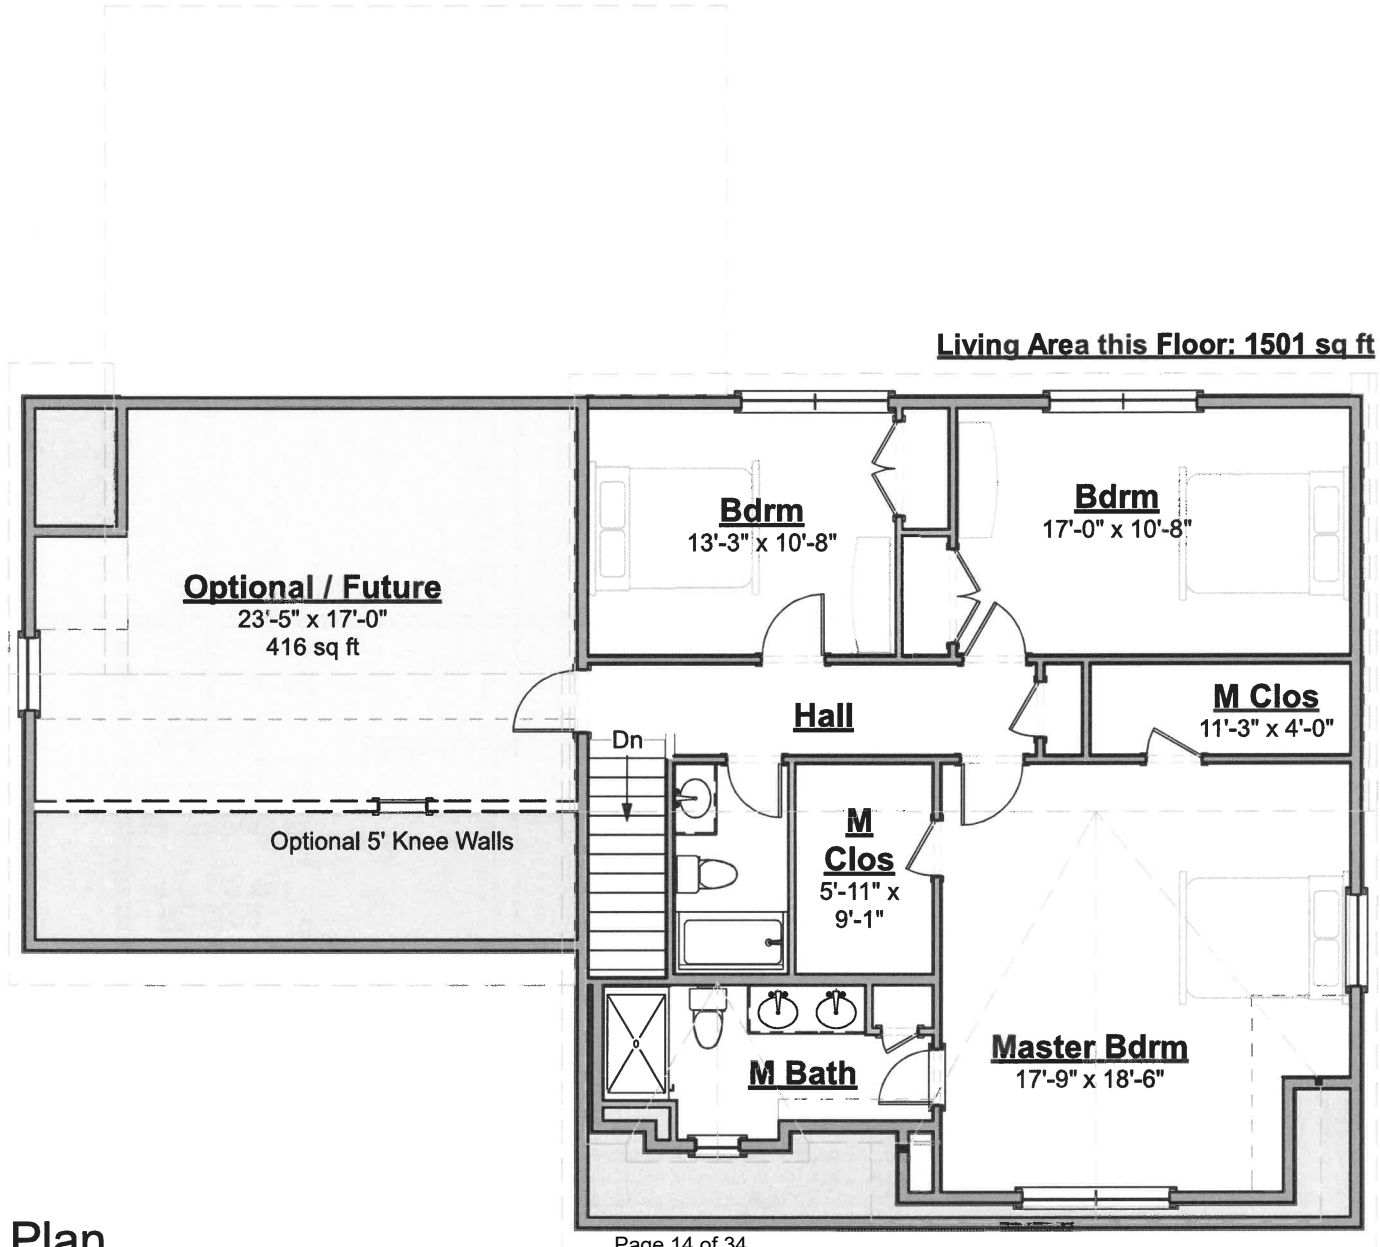 Living Area this Floor: 1501 sq ft
Bdrm
13'-3" x 10'-8"
Bdrm
17'-0" x 10'-8"
Optional / Future
23'-5" x 17'-0"
416 sq ft
Hall
M Clos
11'-3" x 4'-0"
Dn
Optional 5' Knee Walls
M
Clos
5'-11" x
9'-1"
Master Bdrm
17'-9" x 18'-6"
M Bath
Plan
Page 14 of 34